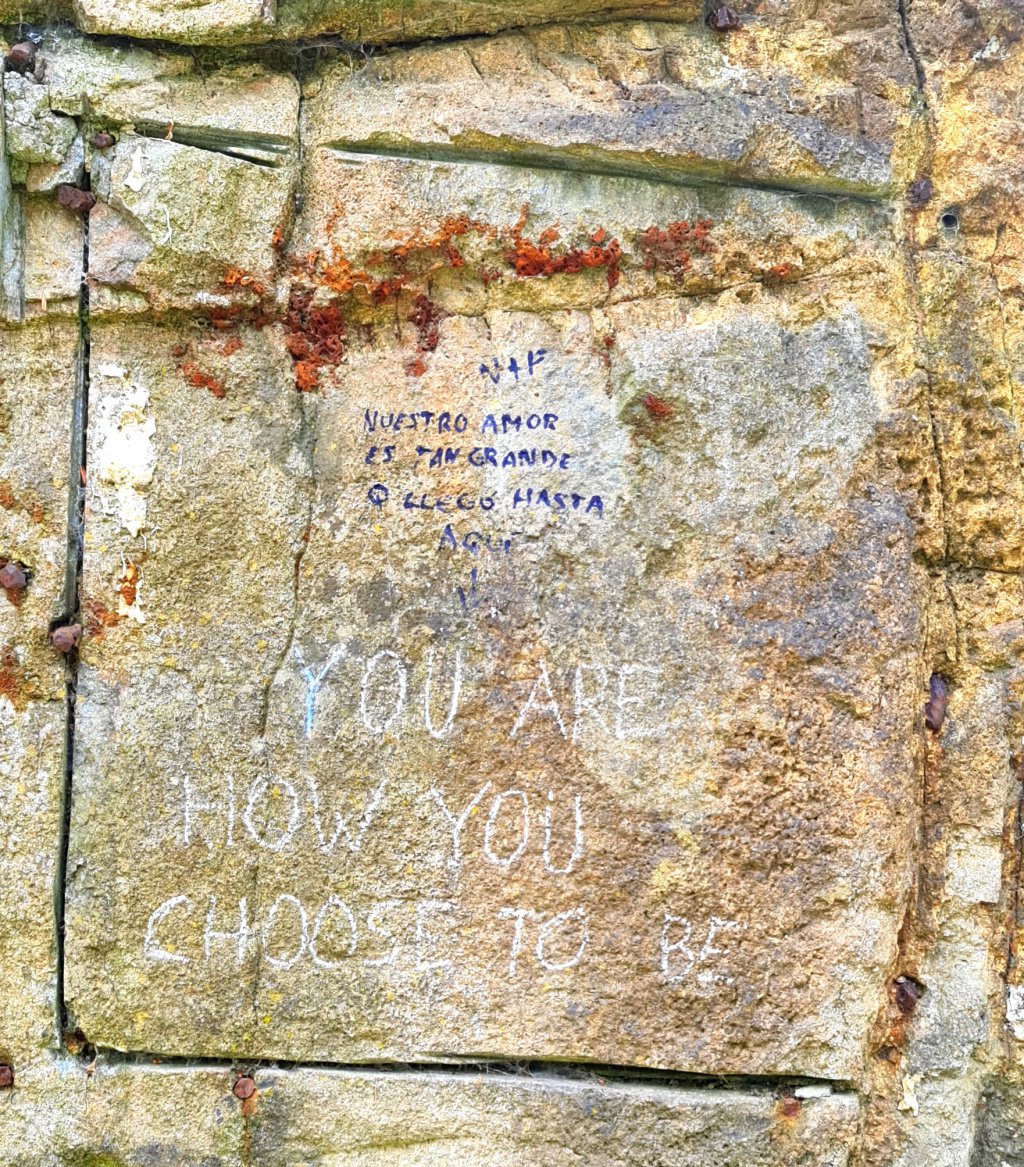 N+F
NUESTRO AMOR
ES TAN GRANDE
Q LLEGÓ HASTA
AQUÍ
YOU ARE
HOW YOU
CHOOSE TO BE